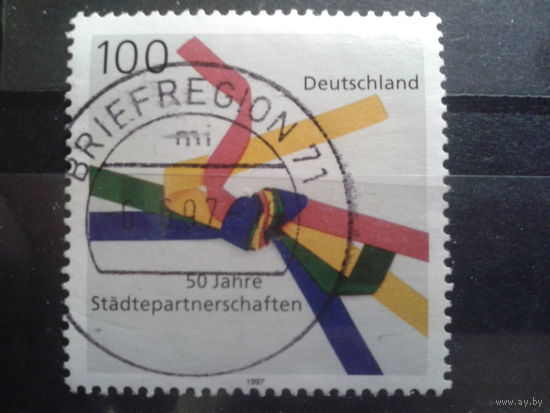 100
Deutschland
BRIEFREGION 71
mi
50 Jahre
Städtepartnerschaften
1997
www.ay.by